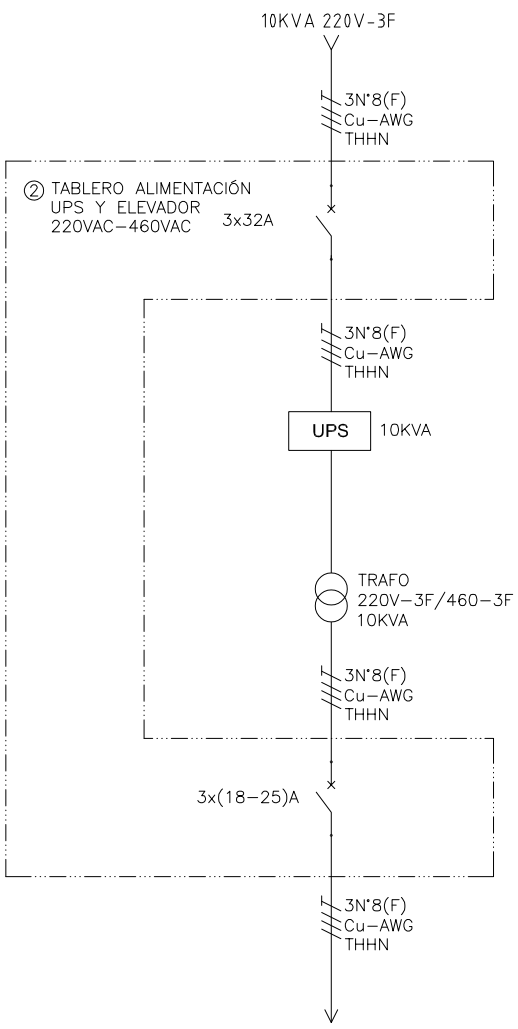 10KVA 220V-3F
3N°8(F)
Cu-AWG
THHN
② TABLERO ALIMENTACIÓN
UPS Y ELEVADOR
220VAC-460VAC
3x32A
3N°8(F)
Cu-AWG
THHN
UPS
10KVA
TRAFO
220V-3F/460-3F
10KVA
3N°8(F)
Cu-AWG
THHN
3x(18-25)A
3N°8(F)
Cu-AWG
THHN